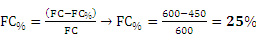 FC% = (FC−FC%)/FC → FC% = 600−450/600 = 25%